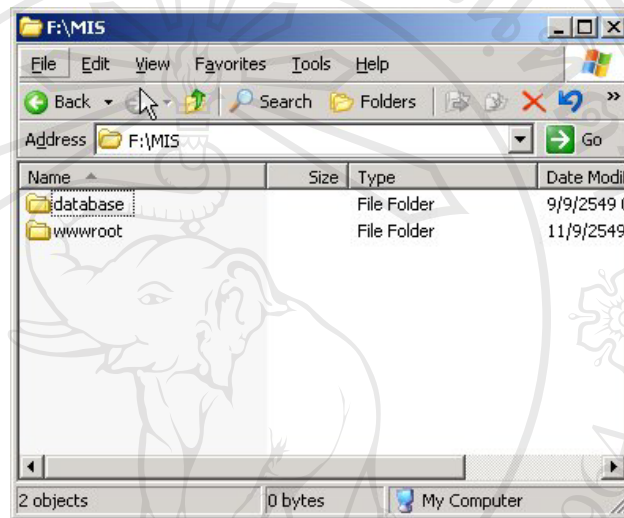 F:\MIS
File Edit View Favorites Tools Help
Back Search Folders »
Address F:\MIS Go
Name Size Type Date Modi
database File Folder 9/9/2549
wwwroot File Folder 11/9/2549
2 objects 0 bytes My Computer